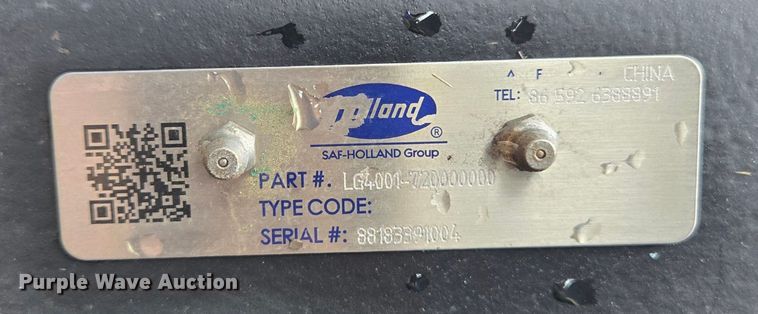 CHINA
TEL: 86 592 6388891
Holland
®
SAF-HOLLAND Group
PART #. LG4001-720000000
TYPE CODE:
SERIAL #: 88183391004
Purple Wave Auction